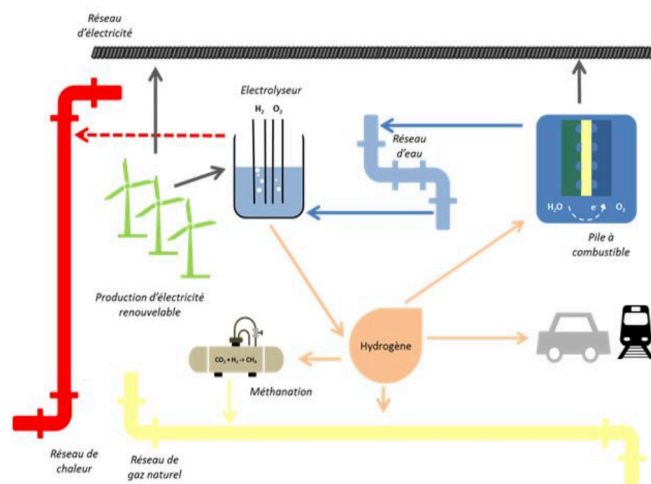 Réseau
d'électricité
Electrolyseur
H₂ O₂
Réseau
d'eau
H₂O e⁻ O₂
Pile à
combustible
Production d'électricité
renouvelable
Hydrogène
CO₂ + H₂ -> CH₄
Méthanation
Réseau de
chaleur
Réseau de
gaz naturel